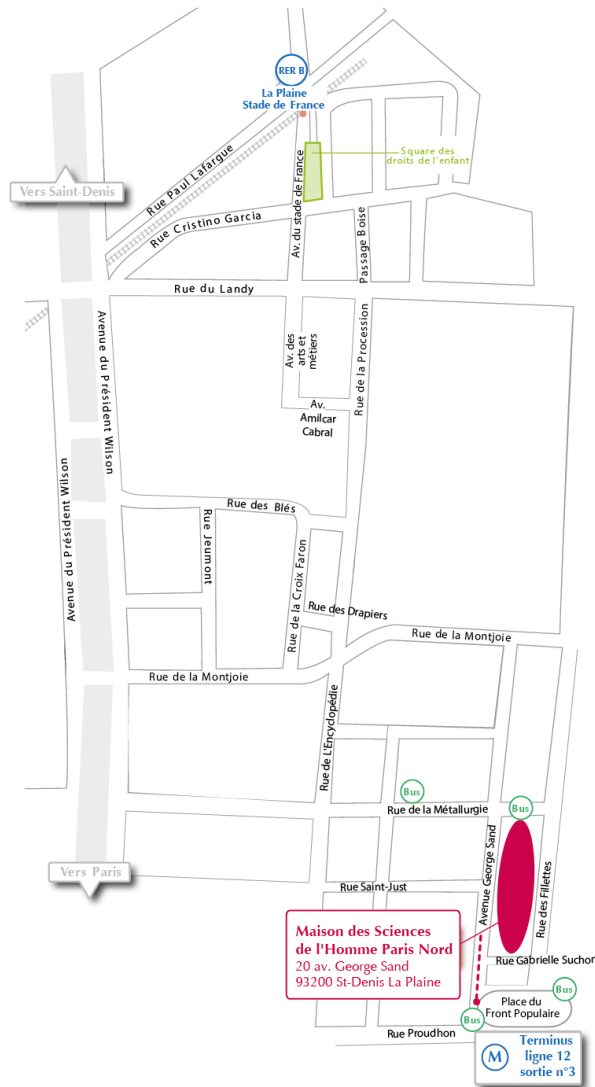 RER B
La Plaine
Stade de France
Square des
droits de l'enfant
Rue Paul Lafargue
Vers Saint-Denis
Rue Cristino Garcia
Av. du stade de France
Passage Boise
Rue du Landy
Avenue du Président Wilson
Av. des
arts et
métiers
Rue de la Procession
Av.
Amilcar
Cabral
Avenue du Président Wilson
Rue des Blés
Rue Jeumont
Rue de la Croix Faron
Rue des Drapiers
Rue de la Montjoie
Rue de la Montjoie
Rue de L'Encyclopédie
Bus
Rue de la Métallurgie
Bus
Vers Paris
Avenue George Sand
Rue des Fillettes
Rue Saint-Just
Maison des Sciences
de l'Homme Paris Nord
20 av. George Sand
93200 St-Denis La Plaine
Rue Gabrielle Suchon
Bus
Place du
Front Populaire
Bus
Rue Proudhon
M
Terminus
ligne 12
sortie n°3